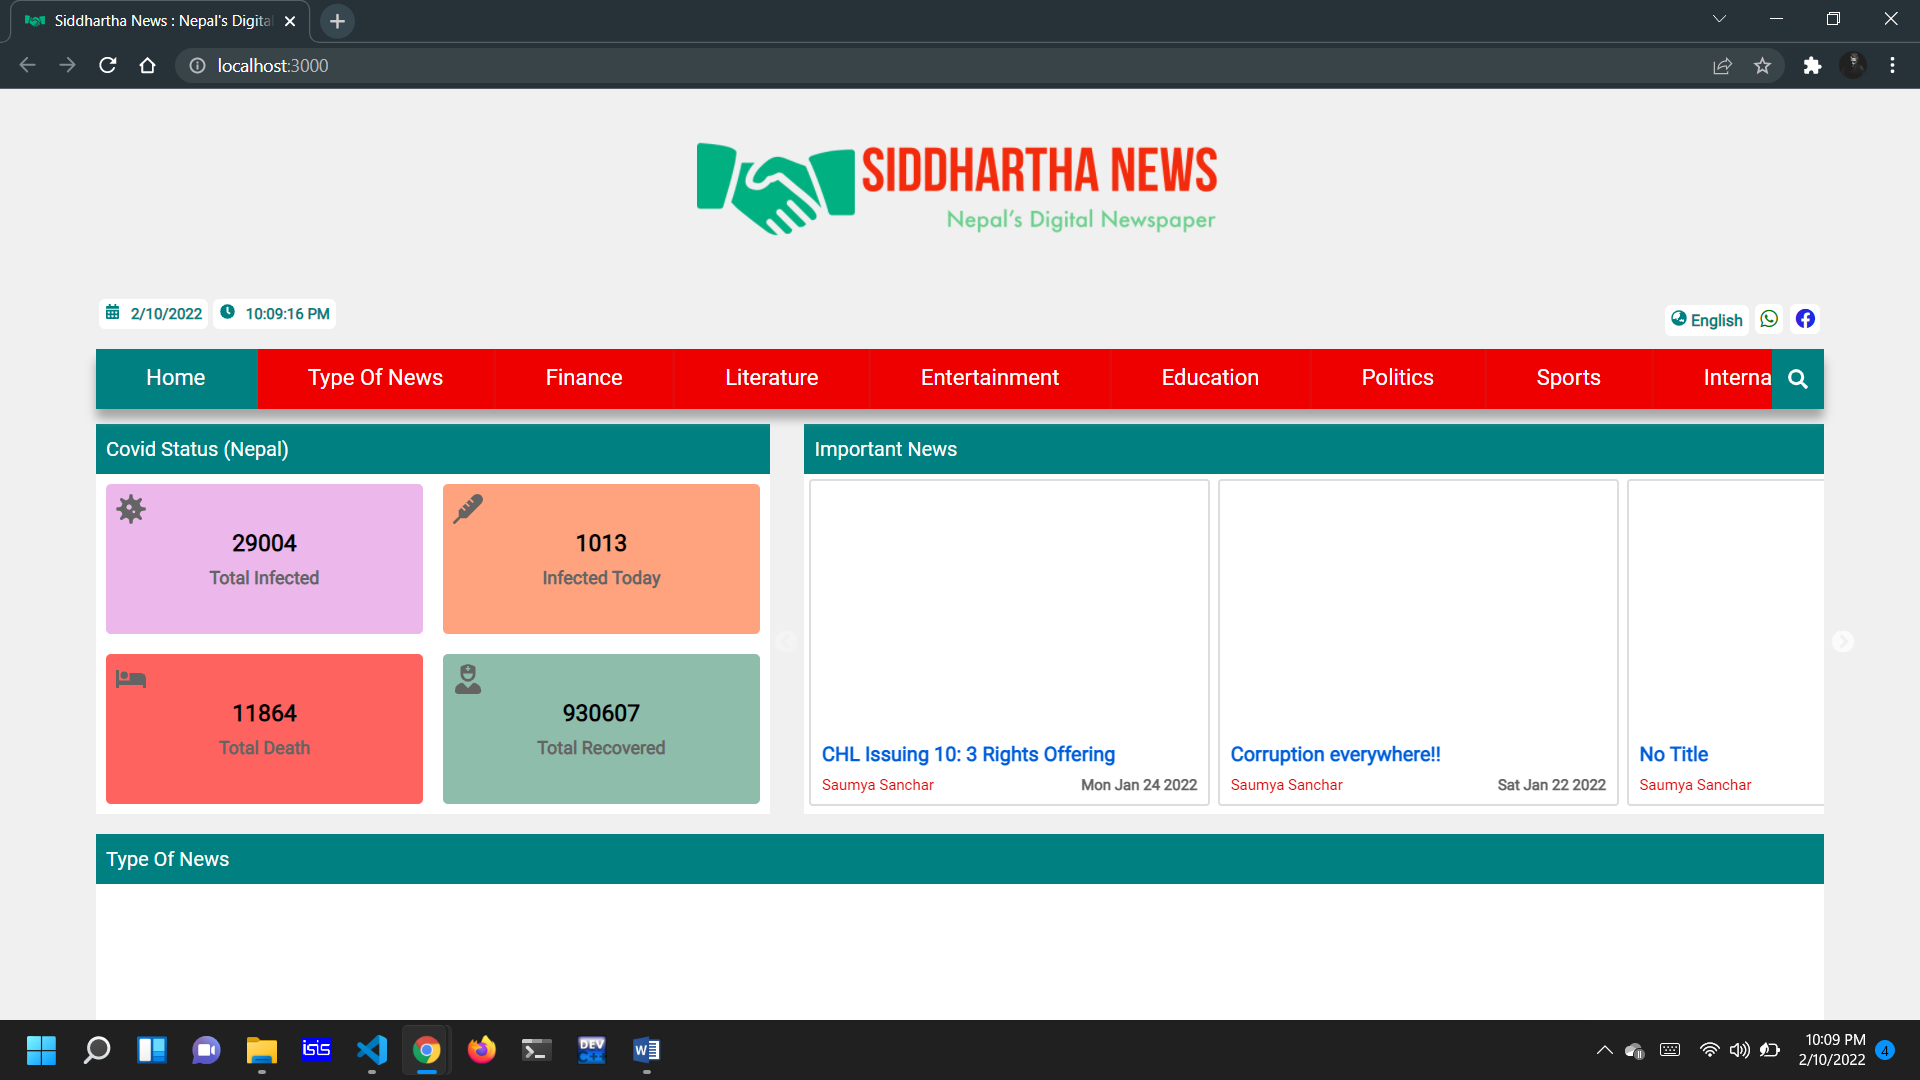 Siddhartha News : Nepal's Digita
localhost:3000
SIDDHARTHA NEWS
Nepal's Digital Newspaper
2/10/2022 10:09:16 PM
English
Home Type Of News Finance Literature Entertainment Education Politics Sports Interna
Covid Status (Nepal)
29004
Total Infected
1013
Infected Today
11864
Total Death
930607
Total Recovered
Important News
CHL Issuing 10: 3 Rights Offering
Saumya Sanchar Mon Jan 24 2022
Corruption everywhere!!
Saumya Sanchar Sat Jan 22 2022
No Title
Saumya Sanchar
Type Of News
isis
DEV
C++
W
10:09 PM
2/10/2022
4